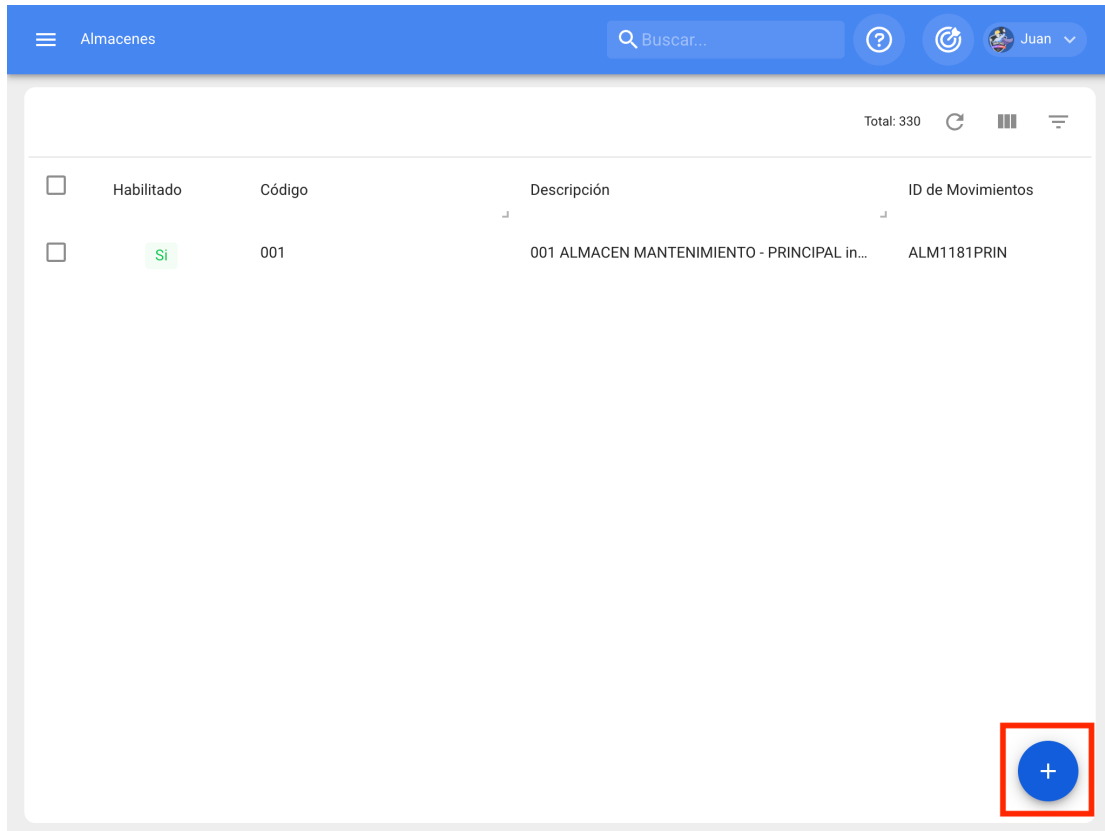 Almacenes
Buscar...
Juan
Total: 330
Habilitado Código Descripción ID de Movimientos
Si 001 001 ALMACEN MANTENIMIENTO - PRINCIPAL in... ALM1181PRIN